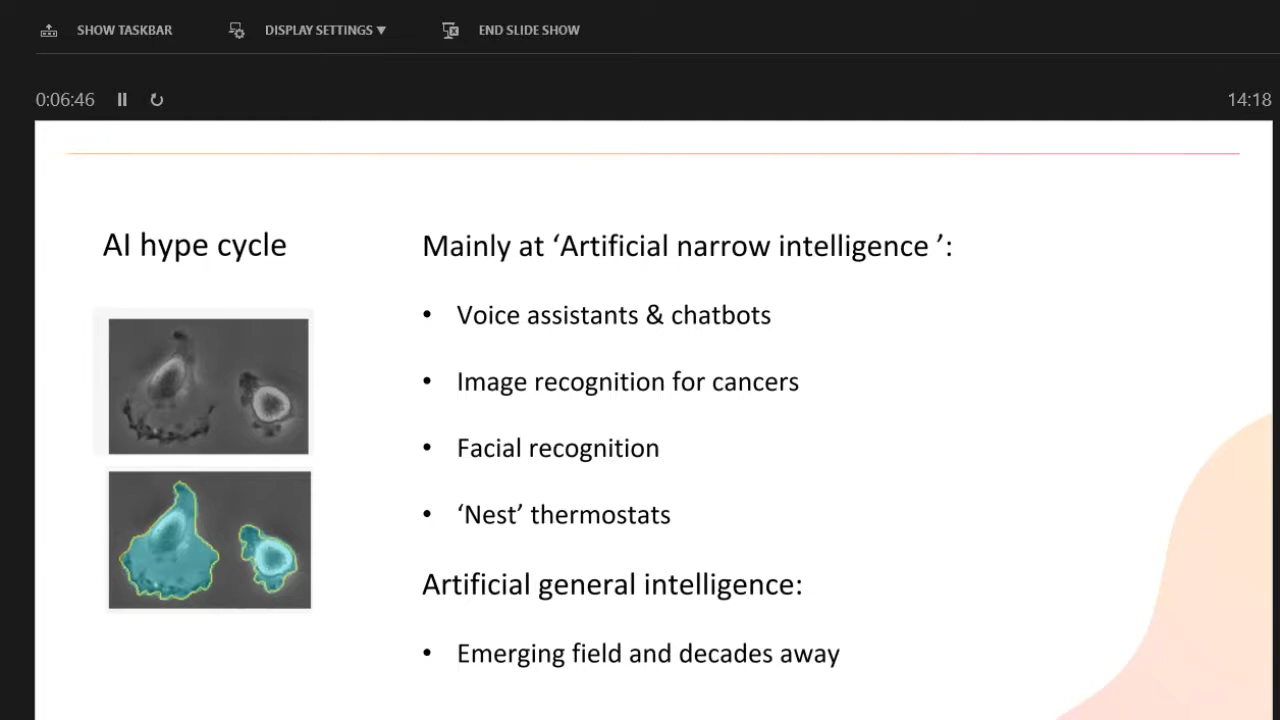 SHOW TASKBAR DISPLAY SETTINGS ▼ END SLIDE SHOW
0:06:46 14:18
AI hype cycle
Mainly at ‘Artificial narrow intelligence ’:
• Voice assistants & chatbots
• Image recognition for cancers
• Facial recognition
• ‘Nest’ thermostats
Artificial general intelligence:
• Emerging field and decades away